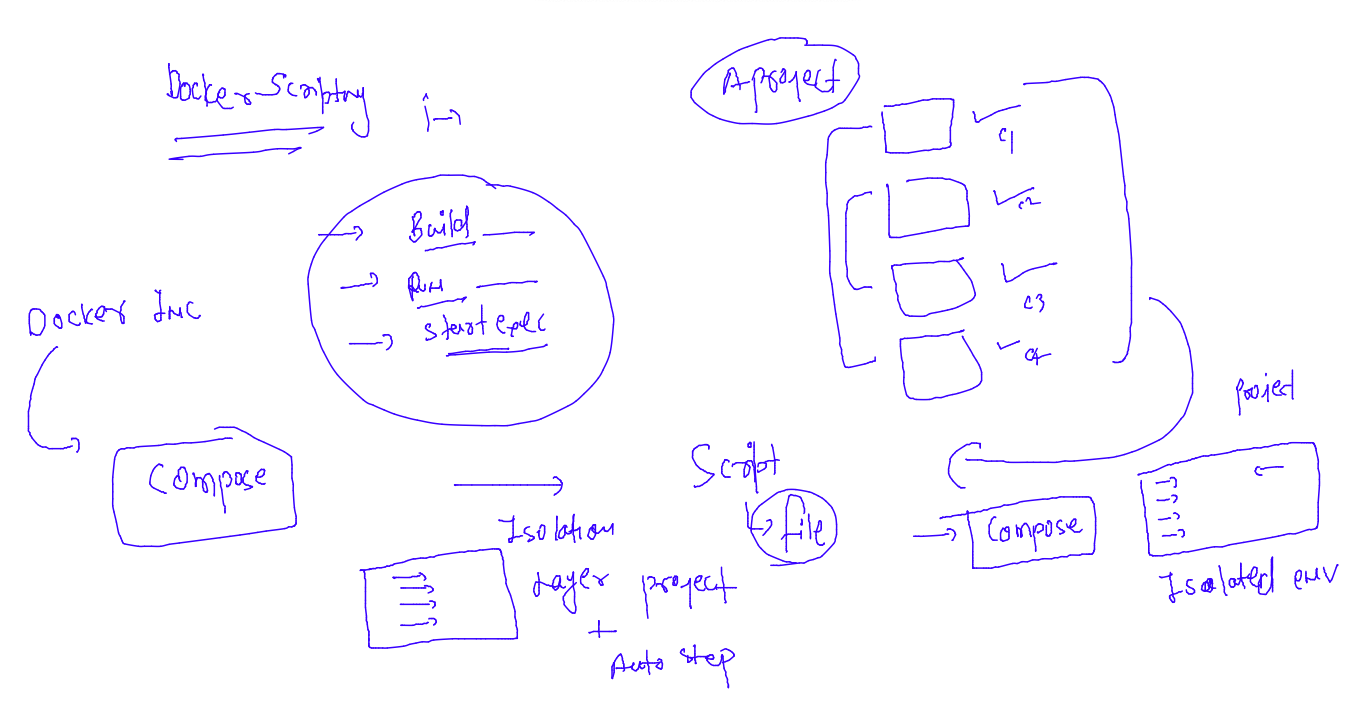 Docker Scripting :→
Build
Run
start exec
Docker Inc
Compose
Isolation
Layer project
+
Auto step
A project
C1
C2
C3
C4
Script
↳ file
→ Compose
project
Isolated env